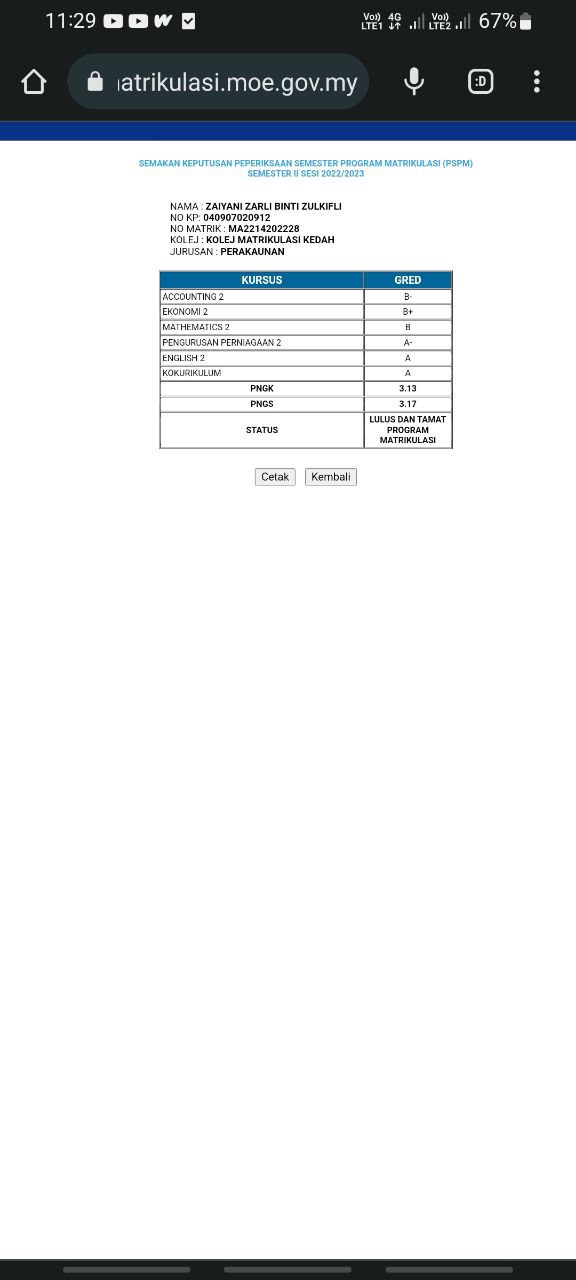 11:29
Vo)) 4G Vo)) 67%
LTE1 LTE2
atrikulasi.moe.gov.my :D
SEMAKAN KEPUTUSAN PEPERIKSAAN SEMESTER PROGRAM MATRIKULASI (PSPM)
SEMESTER II SESI 2022/2023
NAMA : ZAIYANI ZARLI BINTI ZULKIFLI
NO KP: 040907020912
NO MATRIK : MA2214202228
KOLEJ : KOLEJ MATRIKULASI KEDAH
JURUSAN : PERAKAUNAN
KURSUS GRED
ACCOUNTING 2 B-
EKONOMI 2 B+
MATHEMATICS 2 B
PENGURUSAN PERNIAGAAN 2 A-
ENGLISH 2 A
KOKURIKULUM A
PNGK 3.13
PNGS 3.17
STATUS LULUS DAN TAMAT
PROGRAM
MATRIKULASI
Cetak Kembali